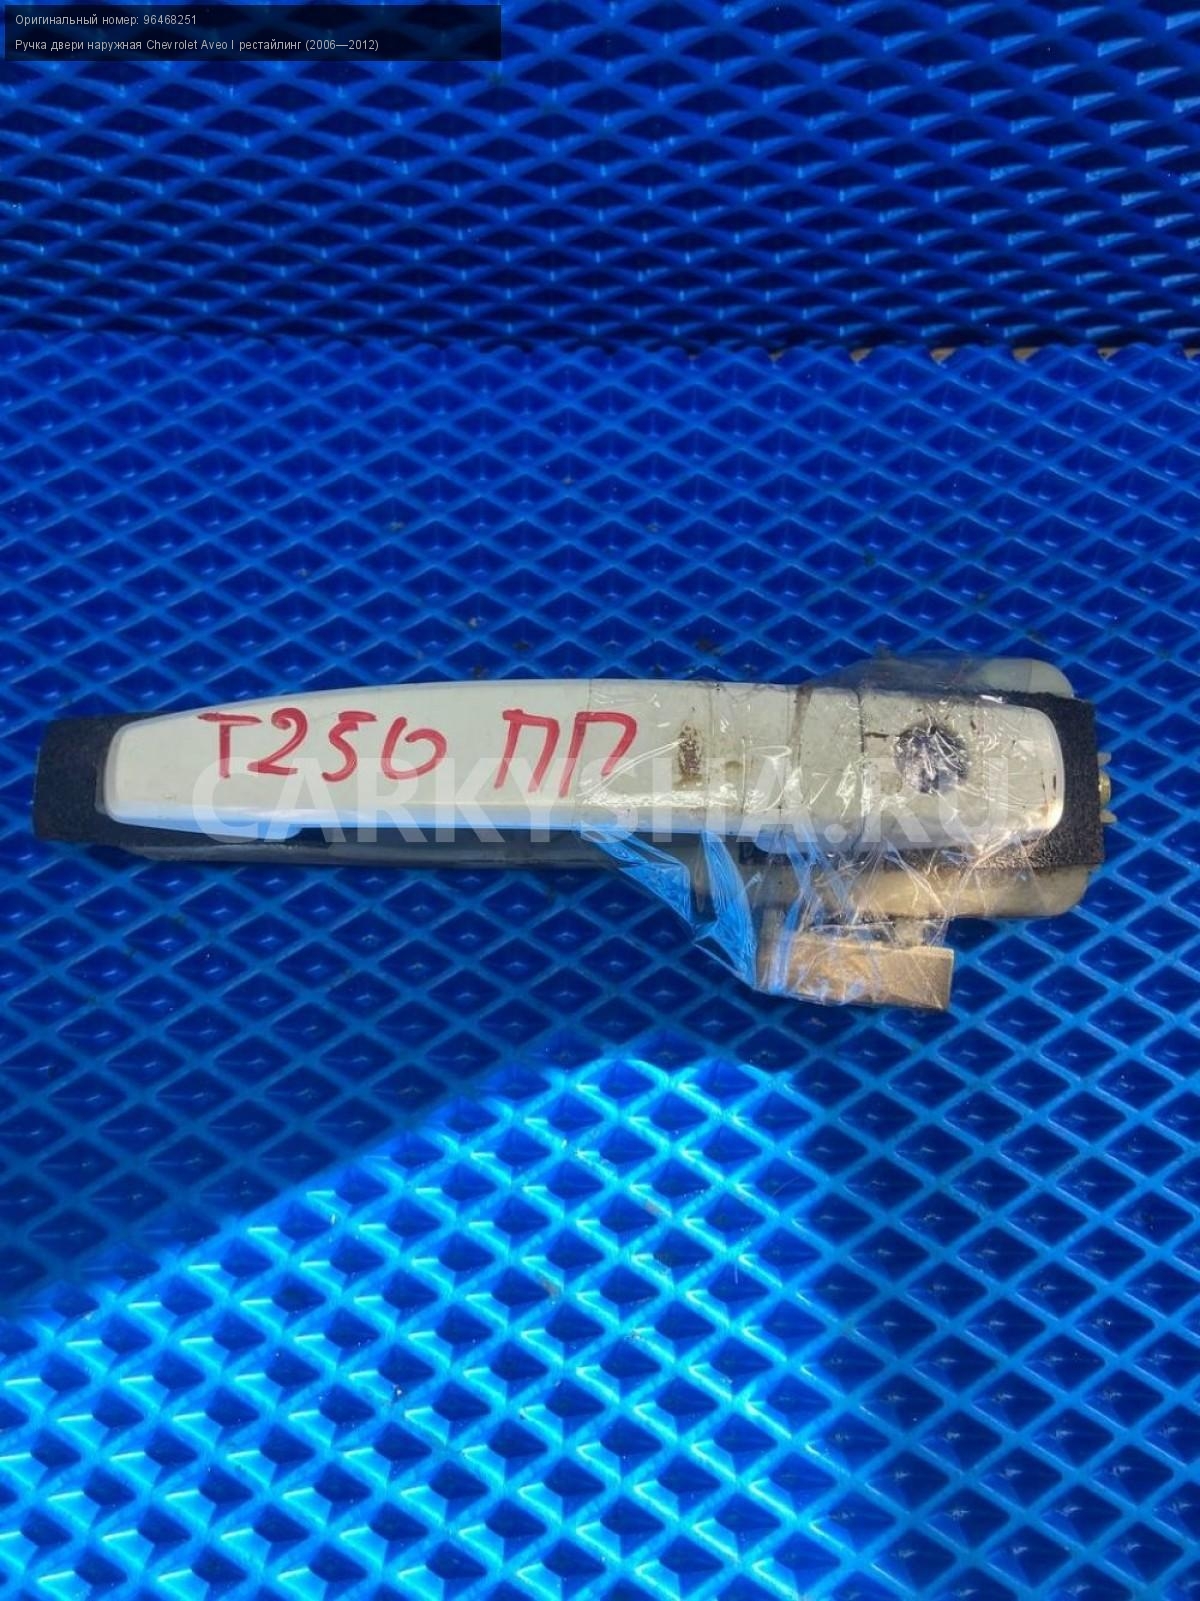 Оригинальный номер: 96468251
Ручка двери наружная Chevrolet Aveo I рестайлинг (2006—2012)
T250 ПП
CARKYSHA.RU